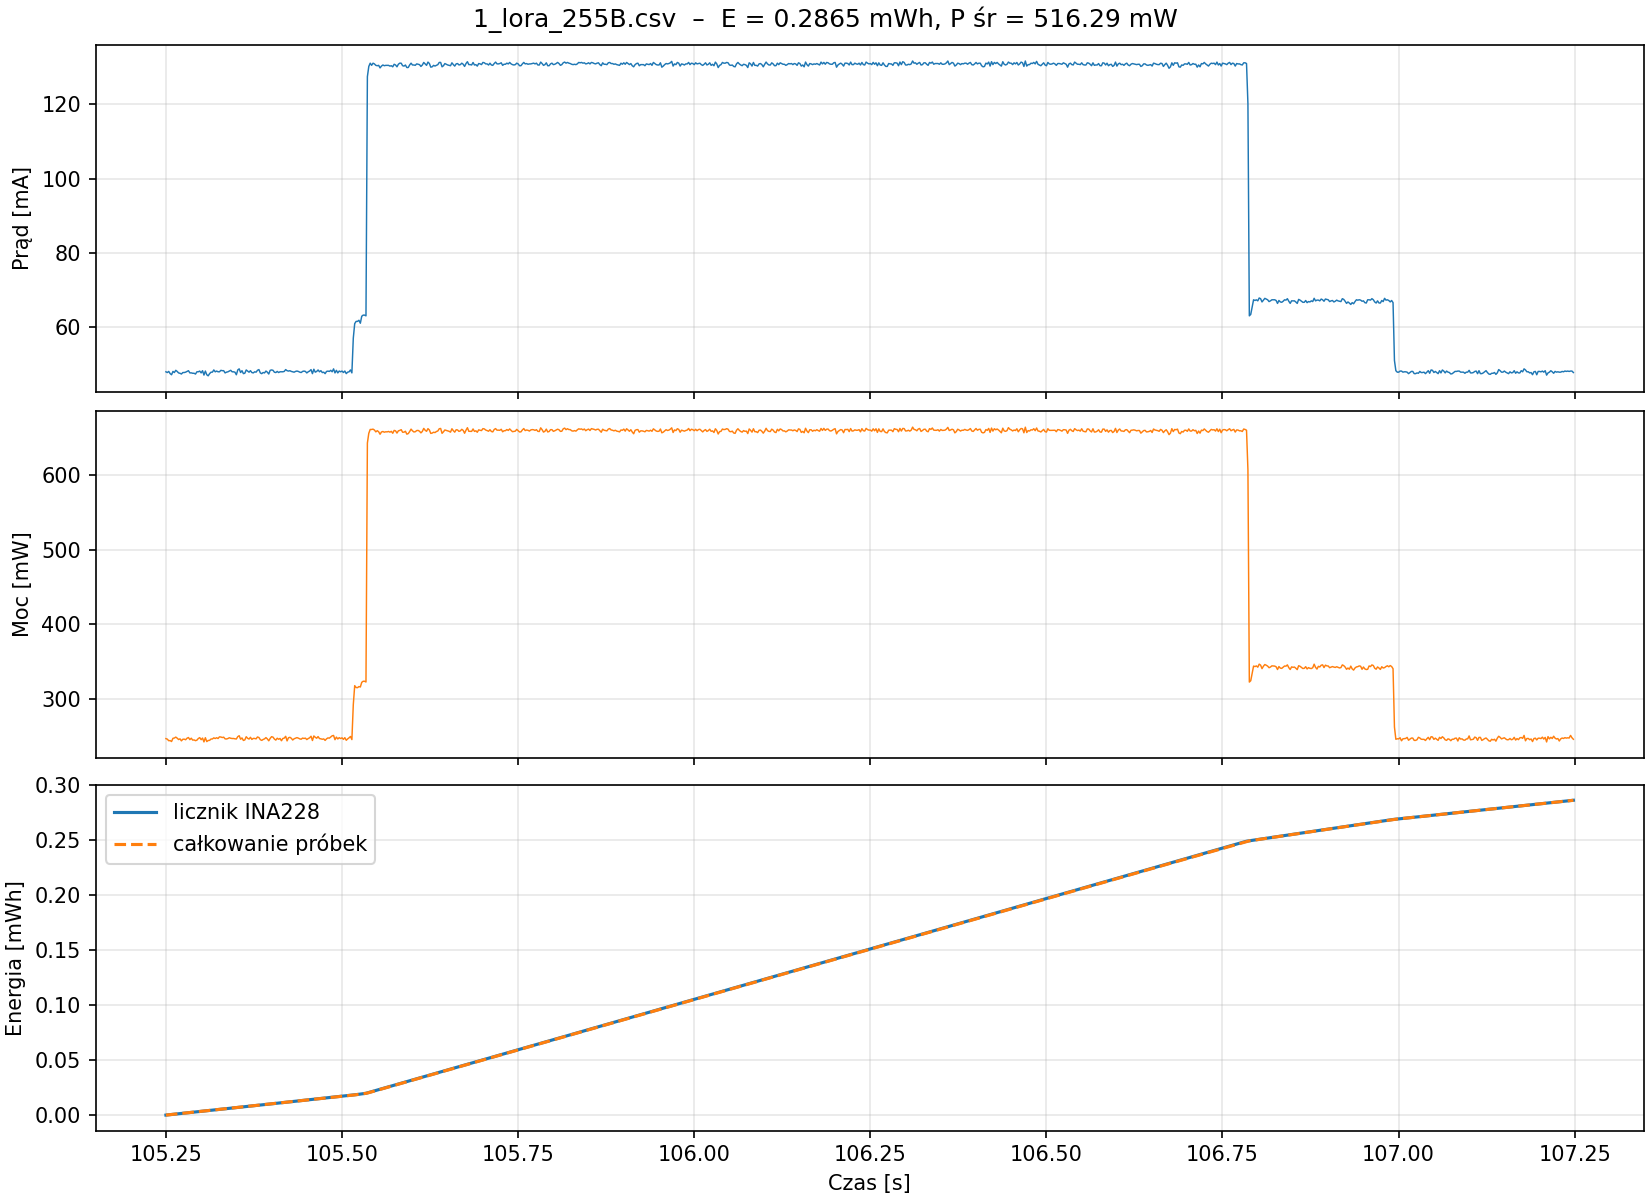 1_lora_255B.csv  –  E = 0.2865 mWh, P śr = 516.29 mW
Prąd [mA]
120
100
80
60
Moc [mW]
600
500
400
300
Energia [mWh]
0.30
0.25
0.20
0.15
0.10
0.05
0.00
licznik INA228
całkowanie próbek
105.25 105.50 105.75 106.00 106.25 106.50 106.75 107.00 107.25
Czas [s]